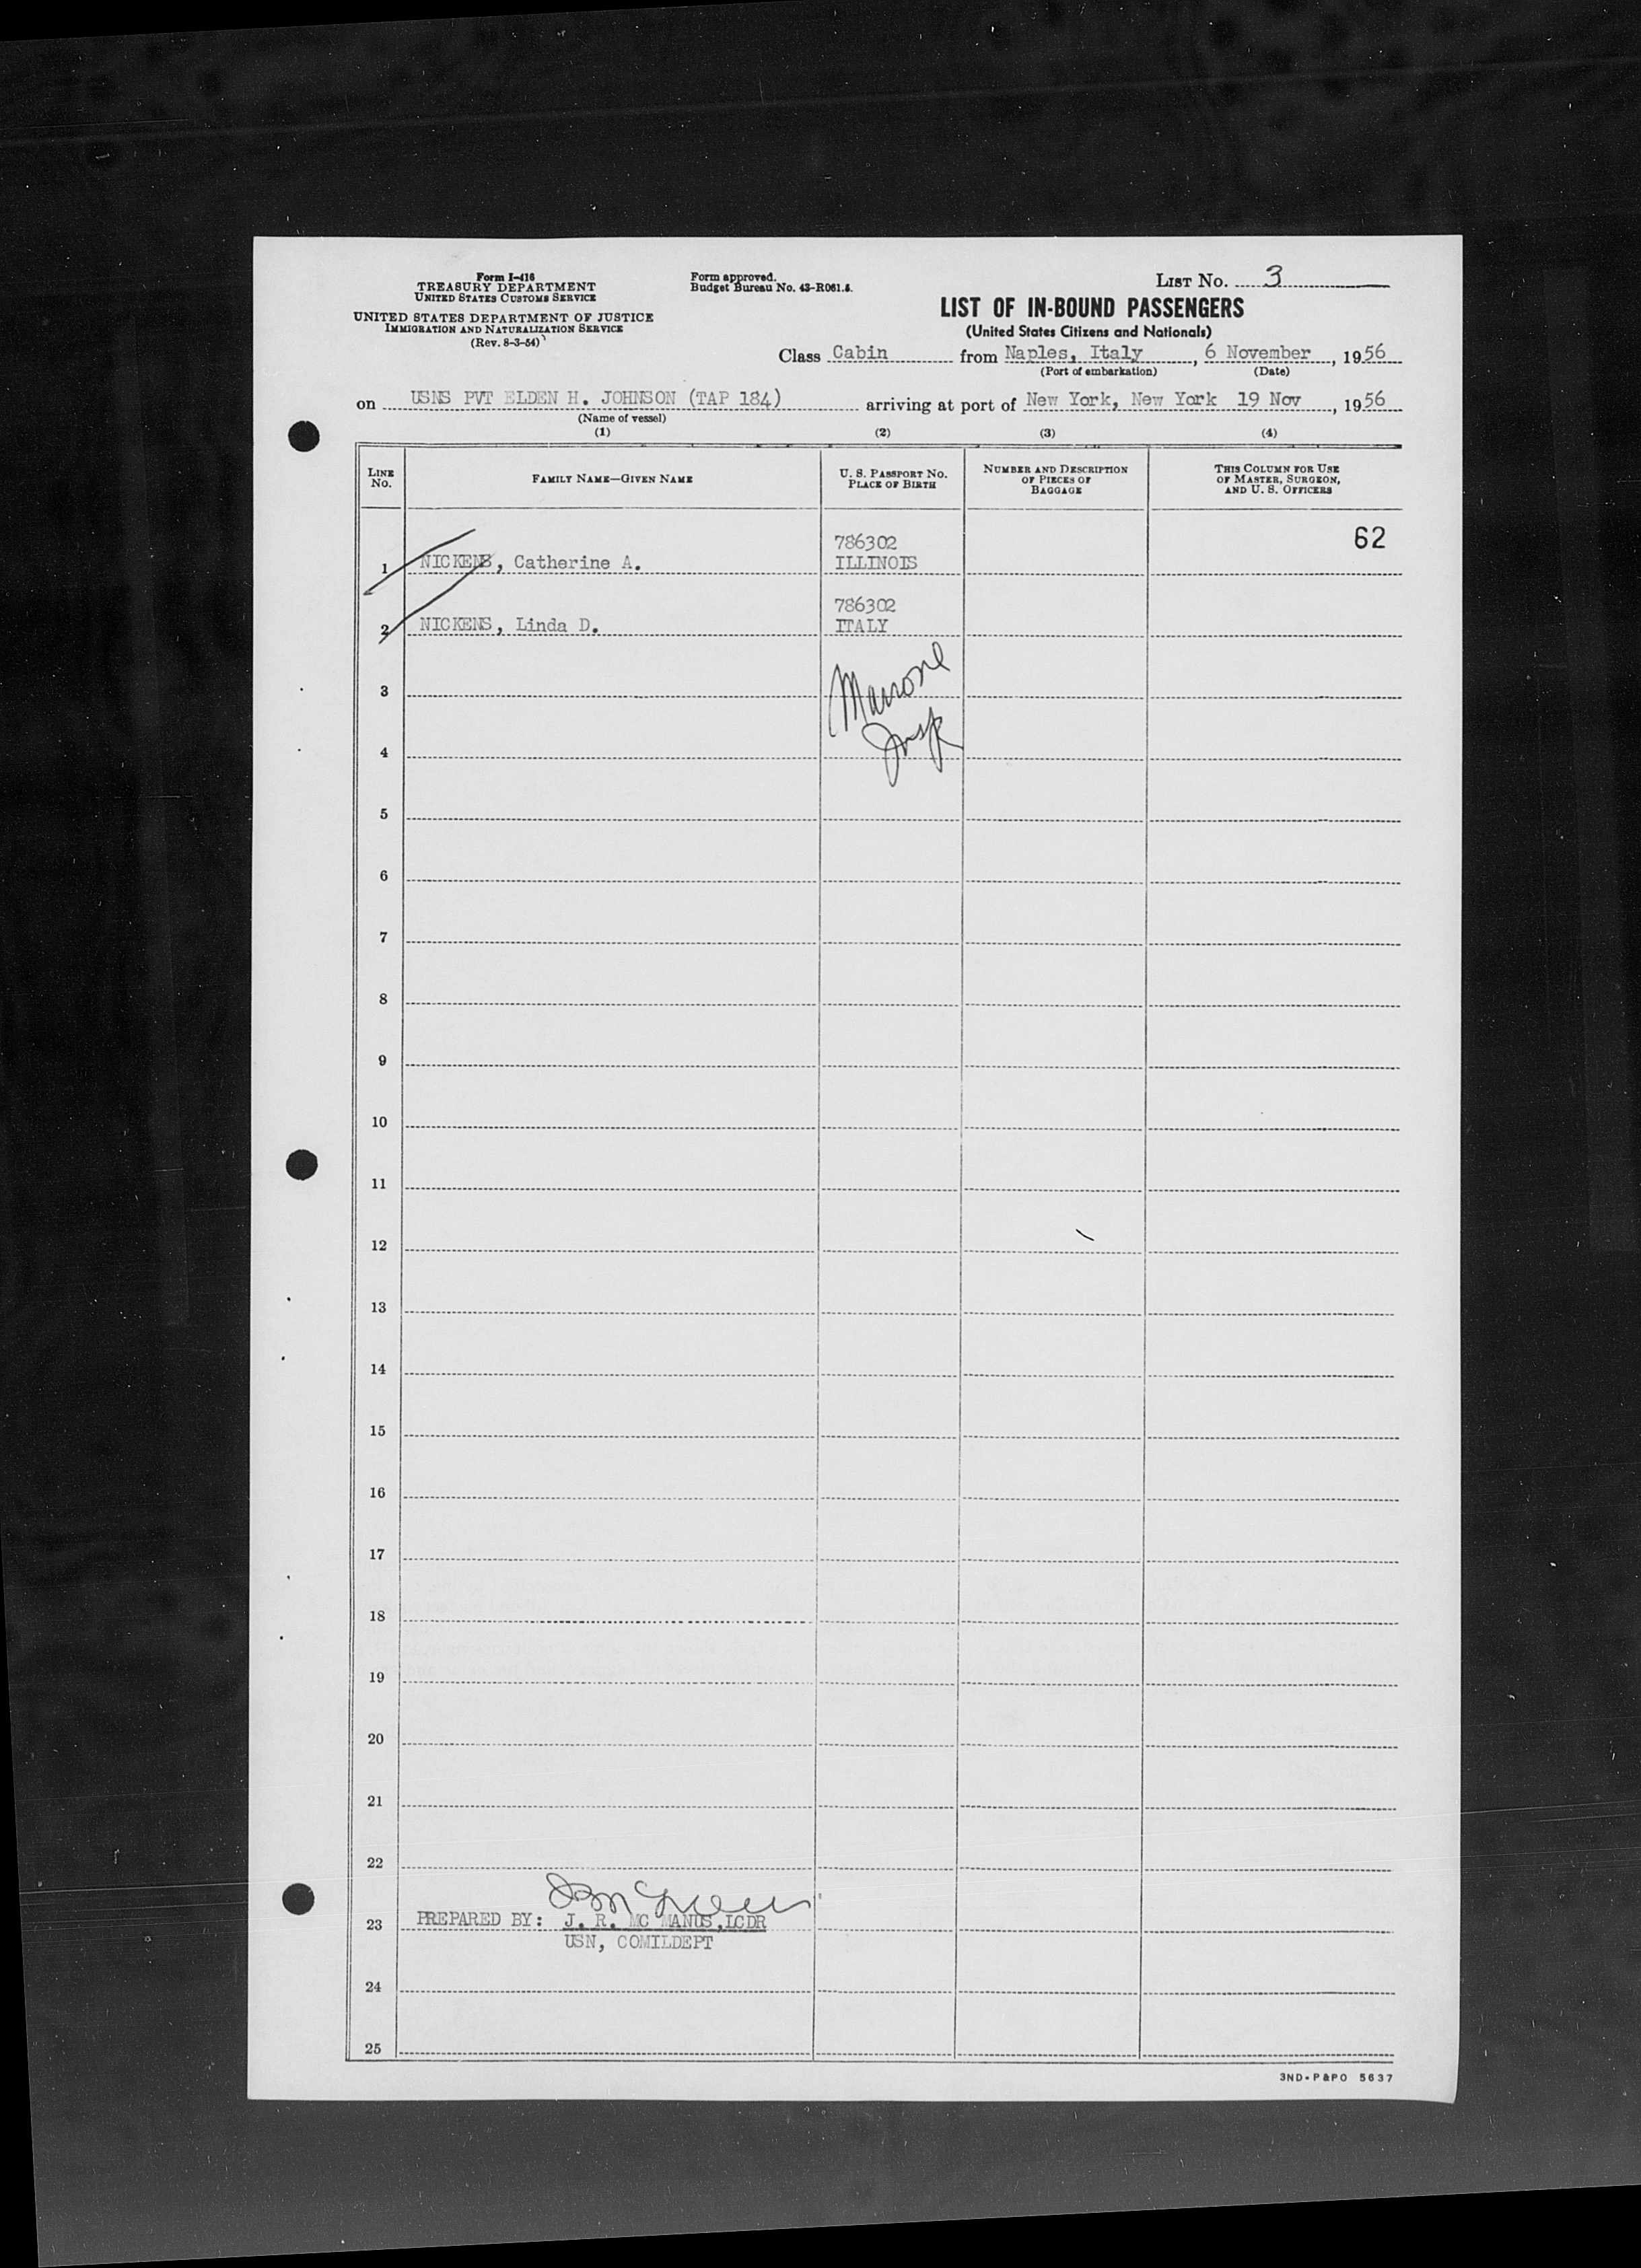 Form I-416
TREASURY DEPARTMENT
UNITED STATES CUSTOMS SERVICE
UNITED STATES DEPARTMENT OF JUSTICE
IMMIGRATION AND NATURALIZATION SERVICE
(Rev. 8-3-54)
Form approved.
Budget Bureau No. 43-R061.
LIST No. 3
LIST OF IN-BOUND PASSENGERS
(United States Citizens and Nationals)
Class Cabin from Naples, Italy, 6 November, 1956
(Port of embarkation) (Date)
on USNS PVT ELDEN H. JOHNSON (TAP 184) arriving at port of New York, New York 19 Nov, 1956
(Name of vessel)
(1) (2) (3) (4)
LINE No. FAMILY NAME—GIVEN NAME U. S. PASSPORT No. PLACE OF BIRTH NUMBER AND DESCRIPTION OF PIECES OF BAGGAGE THIS COLUMN FOR USE OF MASTER, SURGEON, AND U. S. OFFICERS
62
786302
1 NICKENS, Catherine A. ILLINOIS
786302
2 NICKENS, Linda D. ITALY
Marrone
3
Insp
4
5
6
7
8
9
10
11
12
13
14
15
16
17
18
19
20
21
22
23 PREPARED BY: J. R. MC MANUS, LCDR
USN, COMILDEPT
24
25
3ND-P&PO 5637